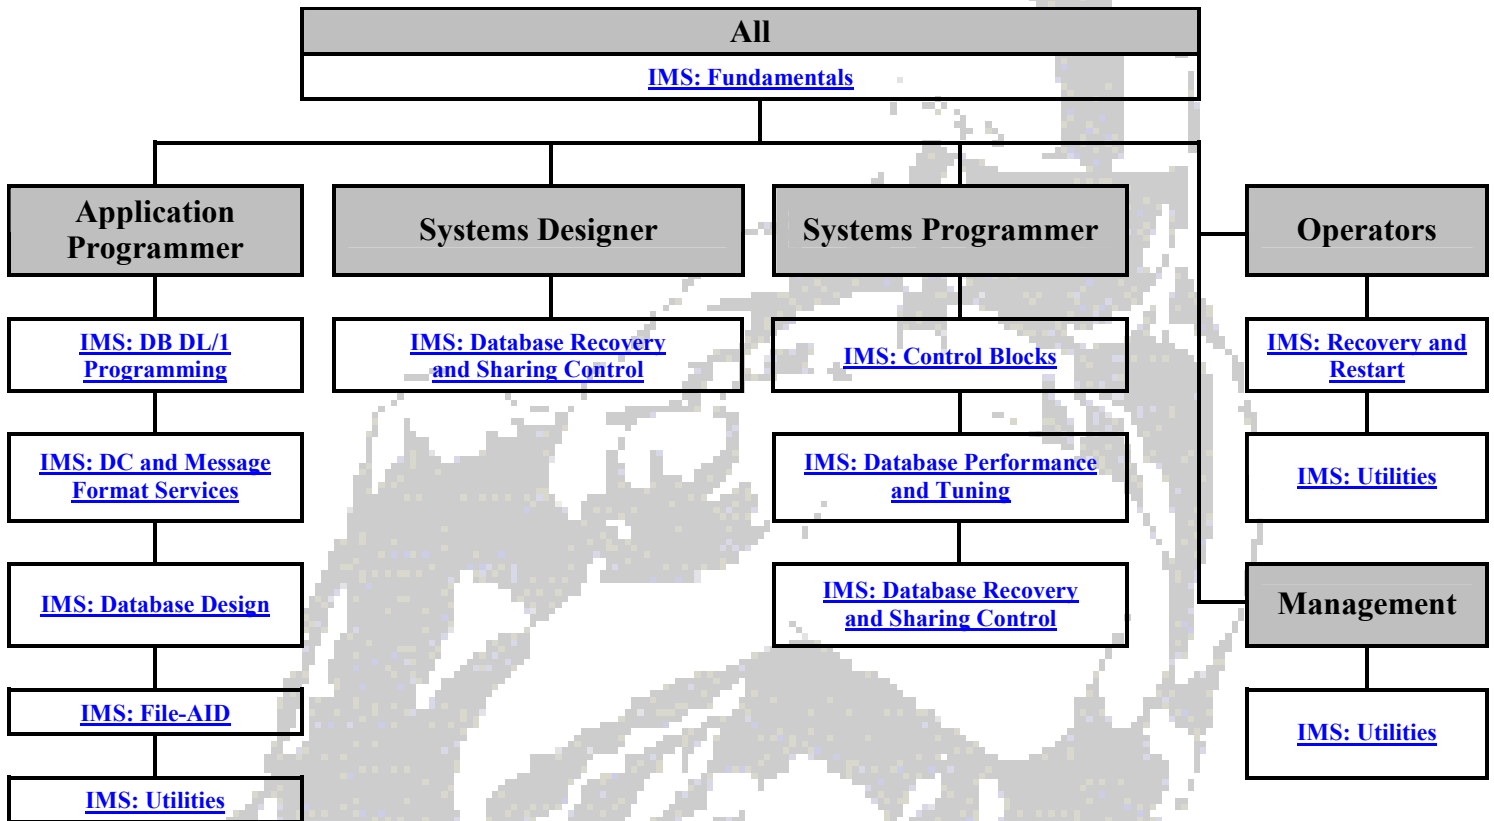 All
IMS: Fundamentals
Application
Programmer
Systems Designer
Systems Programmer
Operators
IMS: DB DL/1
Programming
IMS: Database Recovery
and Sharing Control
IMS: Control Blocks
IMS: Recovery and
Restart
IMS: DC and Message
Format Services
IMS: Database Performance
and Tuning
IMS: Utilities
IMS: Database Design
IMS: Database Recovery
and Sharing Control
Management
IMS: File-AID
IMS: Utilities
IMS: Utilities